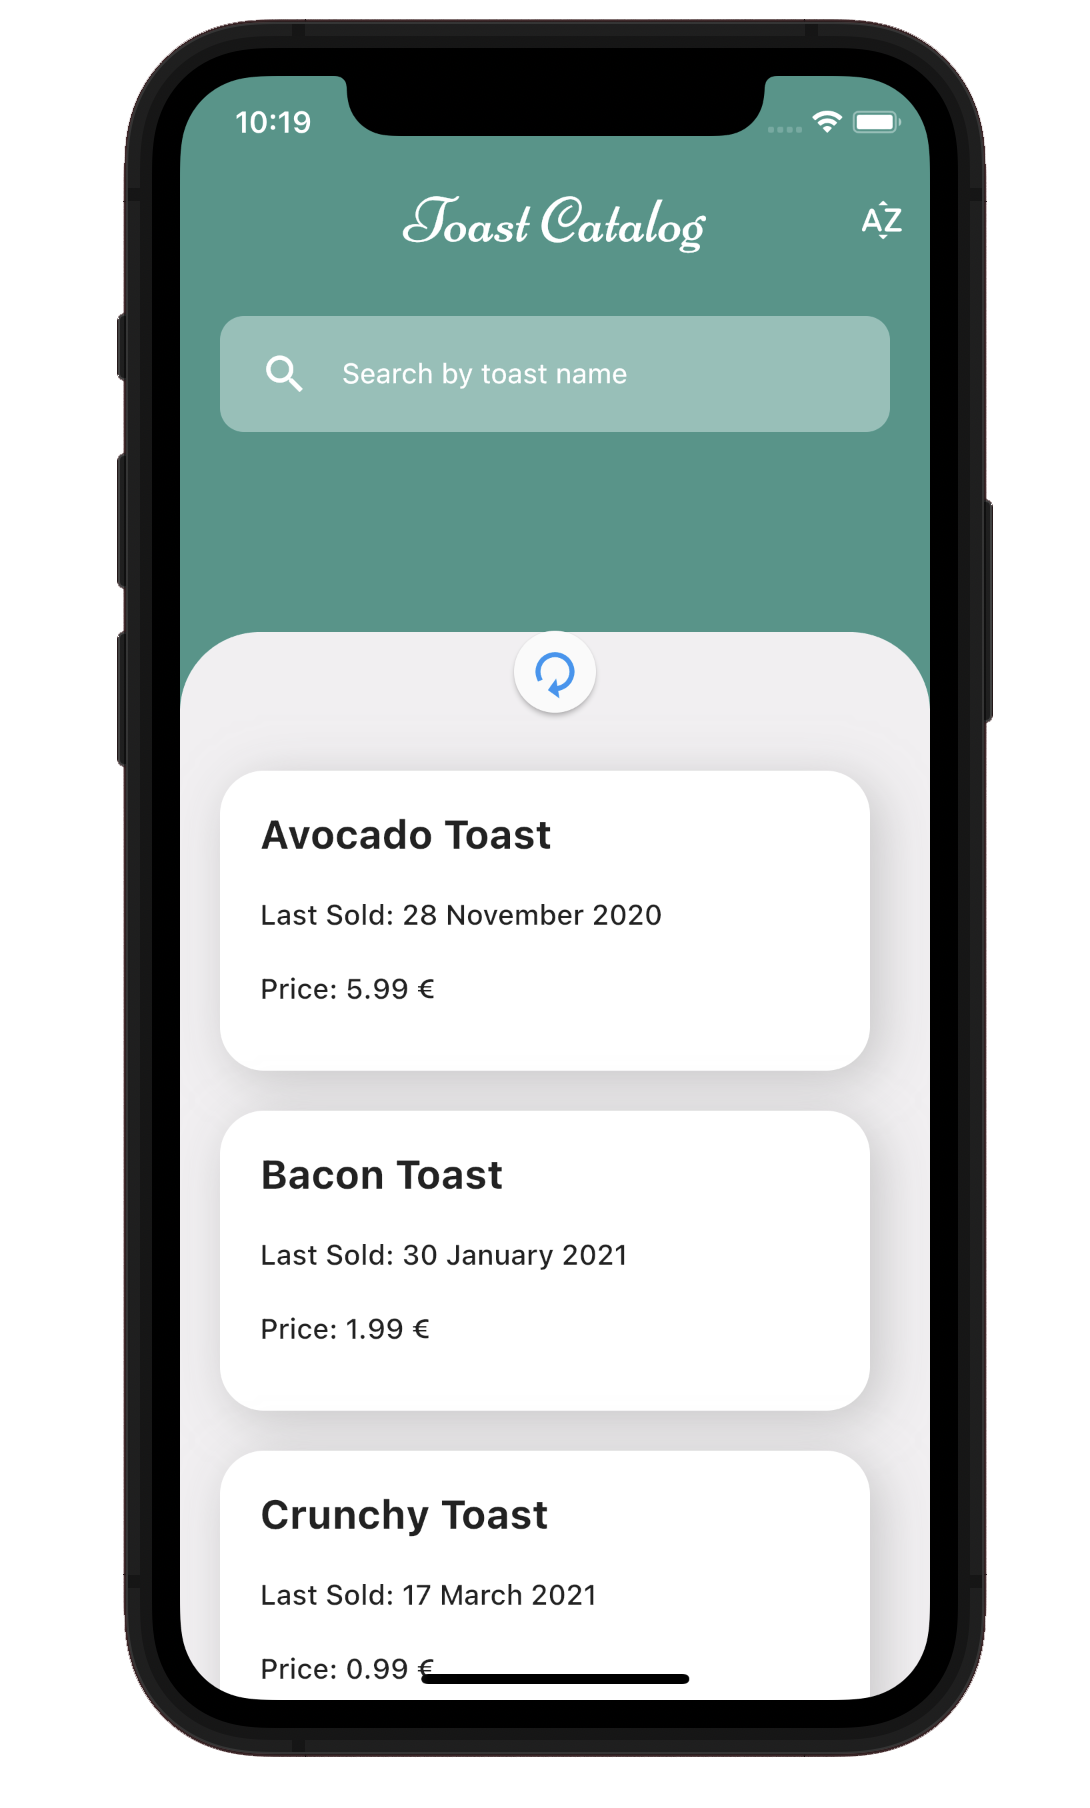 10:19
Toast Catalog
AZ
Search by toast name
Avocado Toast
Last Sold: 28 November 2020
Price: 5.99 €
Bacon Toast
Last Sold: 30 January 2021
Price: 1.99 €
Crunchy Toast
Last Sold: 17 March 2021
Price: 0.99 €